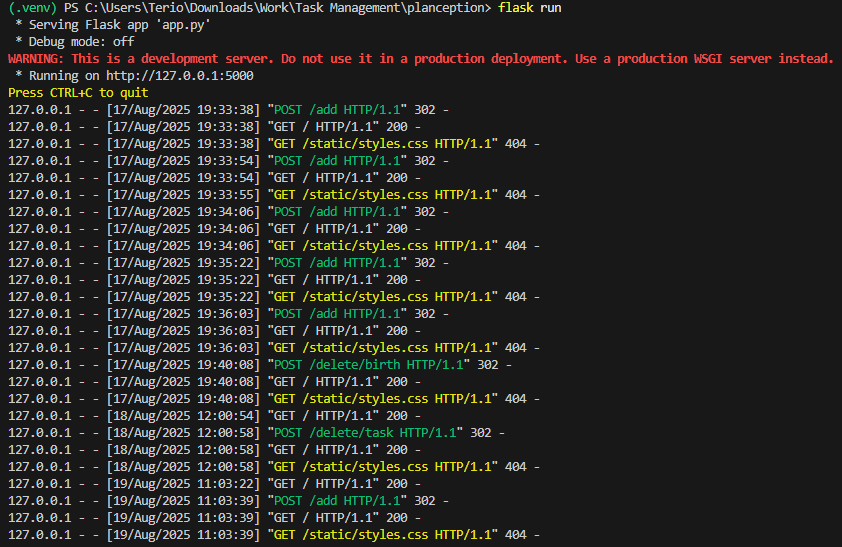 (.venv) PS C:\Users\Terio\Downloads\Work\Task Management\planception> flask run
 * Serving Flask app 'app.py'
 * Debug mode: off
WARNING: This is a development server. Do not use it in a production deployment. Use a production WSGI server instead.
 * Running on http://127.0.0.1:5000
Press CTRL+C to quit
127.0.0.1 - - [17/Aug/2025 19:33:38] "POST /add HTTP/1.1" 302 -
127.0.0.1 - - [17/Aug/2025 19:33:38] "GET / HTTP/1.1" 200 -
127.0.0.1 - - [17/Aug/2025 19:33:38] "GET /static/styles.css HTTP/1.1" 404 -
127.0.0.1 - - [17/Aug/2025 19:33:54] "POST /add HTTP/1.1" 302 -
127.0.0.1 - - [17/Aug/2025 19:33:54] "GET / HTTP/1.1" 200 -
127.0.0.1 - - [17/Aug/2025 19:33:55] "GET /static/styles.css HTTP/1.1" 404 -
127.0.0.1 - - [17/Aug/2025 19:34:06] "POST /add HTTP/1.1" 302 -
127.0.0.1 - - [17/Aug/2025 19:34:06] "GET / HTTP/1.1" 200 -
127.0.0.1 - - [17/Aug/2025 19:34:06] "GET /static/styles.css HTTP/1.1" 404 -
127.0.0.1 - - [17/Aug/2025 19:35:22] "POST /add HTTP/1.1" 302 -
127.0.0.1 - - [17/Aug/2025 19:35:22] "GET / HTTP/1.1" 200 -
127.0.0.1 - - [17/Aug/2025 19:35:22] "GET /static/styles.css HTTP/1.1" 404 -
127.0.0.1 - - [17/Aug/2025 19:36:03] "POST /add HTTP/1.1" 302 -
127.0.0.1 - - [17/Aug/2025 19:36:03] "GET / HTTP/1.1" 200 -
127.0.0.1 - - [17/Aug/2025 19:36:03] "GET /static/styles.css HTTP/1.1" 404 -
127.0.0.1 - - [17/Aug/2025 19:40:08] "POST /delete/birth HTTP/1.1" 302 -
127.0.0.1 - - [17/Aug/2025 19:40:08] "GET / HTTP/1.1" 200 -
127.0.0.1 - - [17/Aug/2025 19:40:08] "GET /static/styles.css HTTP/1.1" 404 -
127.0.0.1 - - [18/Aug/2025 12:00:54] "GET / HTTP/1.1" 200 -
127.0.0.1 - - [18/Aug/2025 12:00:58] "POST /delete/task HTTP/1.1" 302 -
127.0.0.1 - - [18/Aug/2025 12:00:58] "GET / HTTP/1.1" 200 -
127.0.0.1 - - [18/Aug/2025 12:00:58] "GET /static/styles.css HTTP/1.1" 404 -
127.0.0.1 - - [19/Aug/2025 11:03:22] "GET / HTTP/1.1" 200 -
127.0.0.1 - - [19/Aug/2025 11:03:39] "POST /add HTTP/1.1" 302 -
127.0.0.1 - - [19/Aug/2025 11:03:39] "GET / HTTP/1.1" 200 -
127.0.0.1 - - [19/Aug/2025 11:03:39] "GET /static/styles.css HTTP/1.1" 404 -